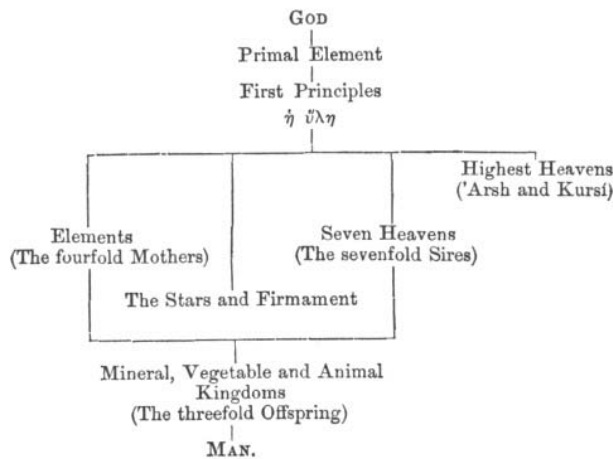 GOD
Primal Element
First Principles
ἡ ὕλη
Highest Heavens
('Arsh and Kursí)
Elements
(The fourfold Mothers)
Seven Heavens
(The sevenfold Sires)
The Stars and Firmament
Mineral, Vegetable and Animal
Kingdoms
(The threefold Offspring)
MAN.